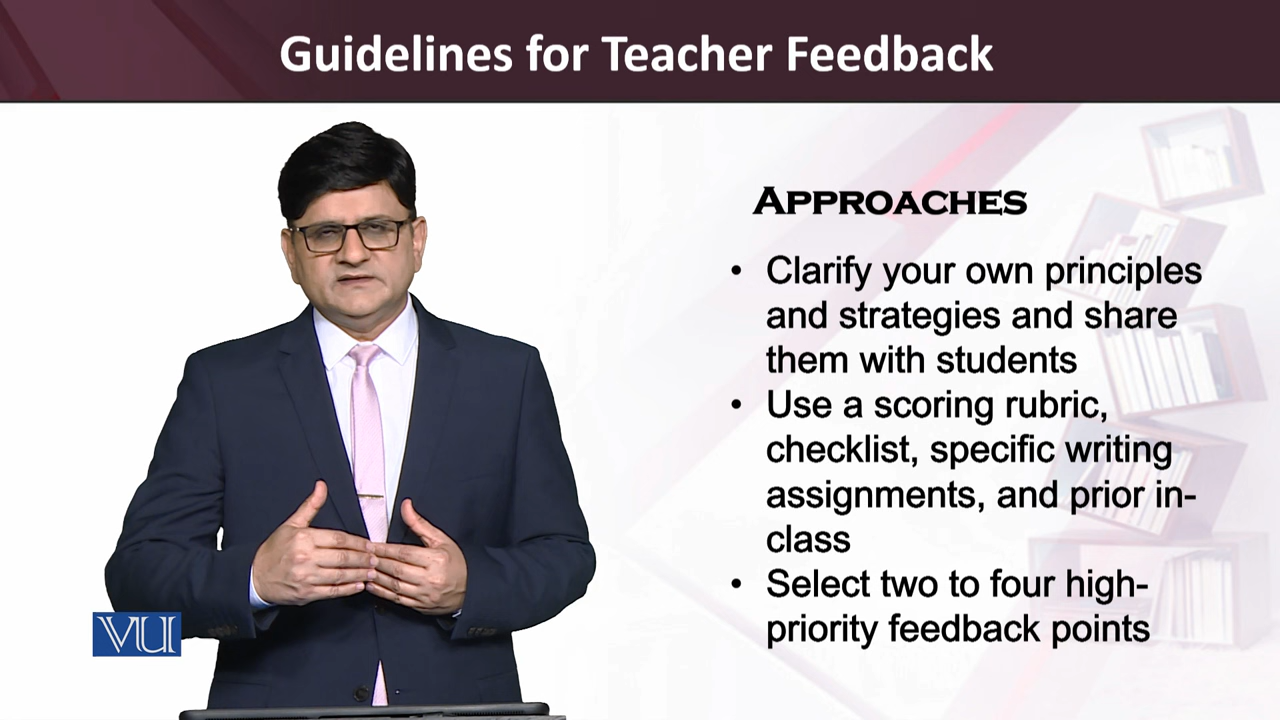 Guidelines for Teacher Feedback
APPROACHES
• Clarify your own principles
and strategies and share
them with students
• Use a scoring rubric,
checklist, specific writing
assignments, and prior in-
class
• Select two to four high-
priority feedback points
VU